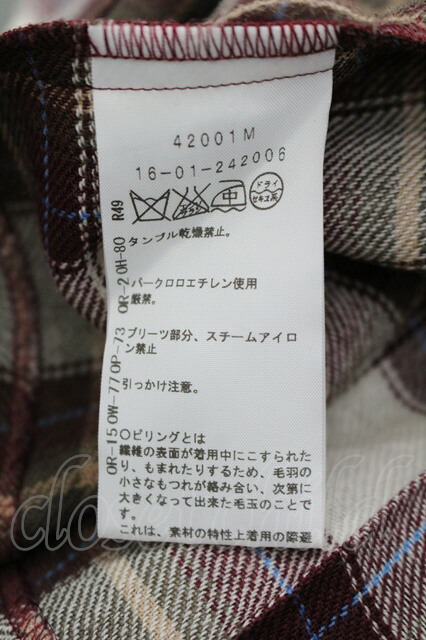 42001M
16-01-242006
ドライ
セキユ系
タンブル乾燥禁止。
パークロロエチレン使用
厳禁。
プリーツ部分、スチームアイロ
ン禁止
引っかけ注意。
〇ピリングとは
繊維の表面が着用中にこすられた
り、もまれたりするため、毛羽の
小さなもつれが絡み合い、次第に
大きくなって出来た毛玉のことで
す。
これは、素材の特性上着用の際避
R49
OR-2 0H-80
OR-15 0W-77 0P-73